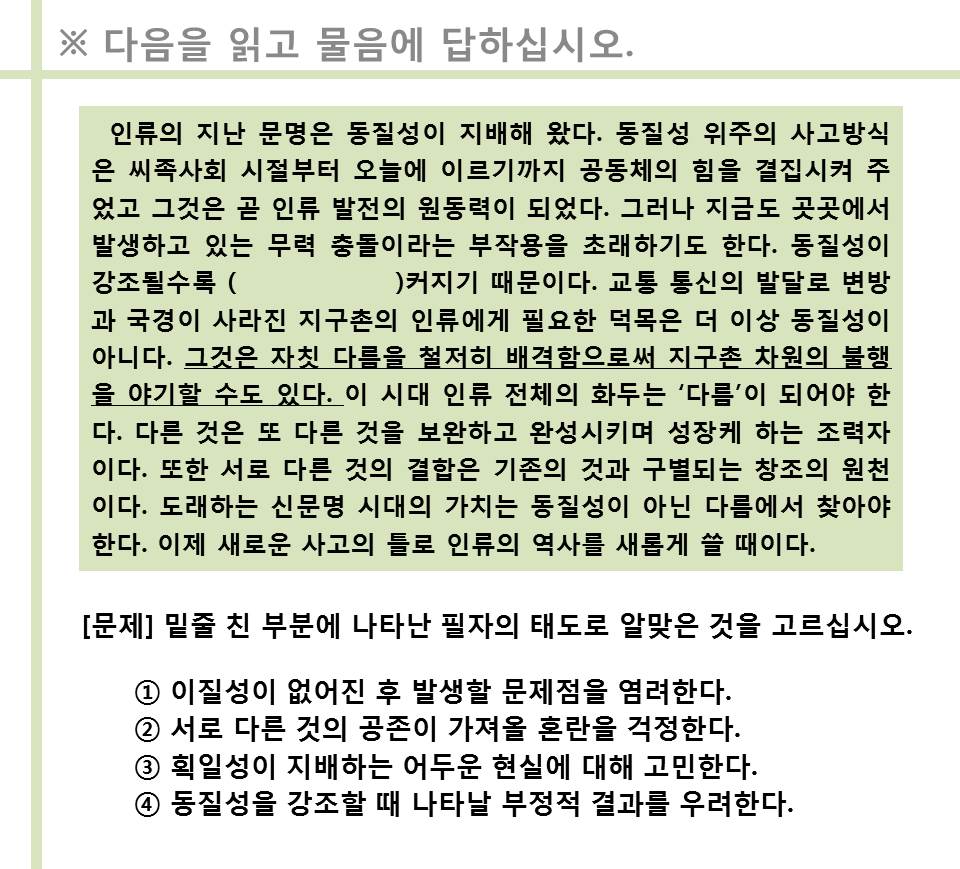 ※ 다음을 읽고 물음에 답하십시오.
인류의 지난 문명은 동질성이 지배해 왔다. 동질성 위주의 사고방식
은 씨족사회 시절부터 오늘에 이르기까지 공동체의 힘을 결집시켜 주
었고 그것은 곧 인류 발전의 원동력이 되었다. 그러나 지금도 곳곳에서
발생하고 있는 무력 충돌이라는 부작용을 초래하기도 한다. 동질성이
강조될수록 (                    )커지기 때문이다. 교통 통신의 발달로 변방
과 국경이 사라진 지구촌의 인류에게 필요한 덕목은 더 이상 동질성이
아니다. 그것은 자칫 다름을 철저히 배격함으로써 지구촌 차원의 불행
을 야기할 수도 있다. 이 시대 인류 전체의 화두는 ‘다름’이 되어야 한
다. 다른 것은 또 다른 것을 보완하고 완성시키며 성장케 하는 조력자
이다. 또한 서로 다른 것의 결합은 기존의 것과 구별되는 창조의 원천
이다. 도래하는 신문명 시대의 가치는 동질성이 아닌 다름에서 찾아야
한다. 이제 새로운 사고의 틀로 인류의 역사를 새롭게 쓸 때이다.
[문제] 밑줄 친 부분에 나타난 필자의 태도로 알맞은 것을 고르십시오.
① 이질성이 없어진 후 발생할 문제점을 염려한다.
② 서로 다른 것의 공존이 가져올 혼란을 걱정한다.
③ 획일성이 지배하는 어두운 현실에 대해 고민한다.
④ 동질성을 강조할 때 나타날 부정적 결과를 우려한다.